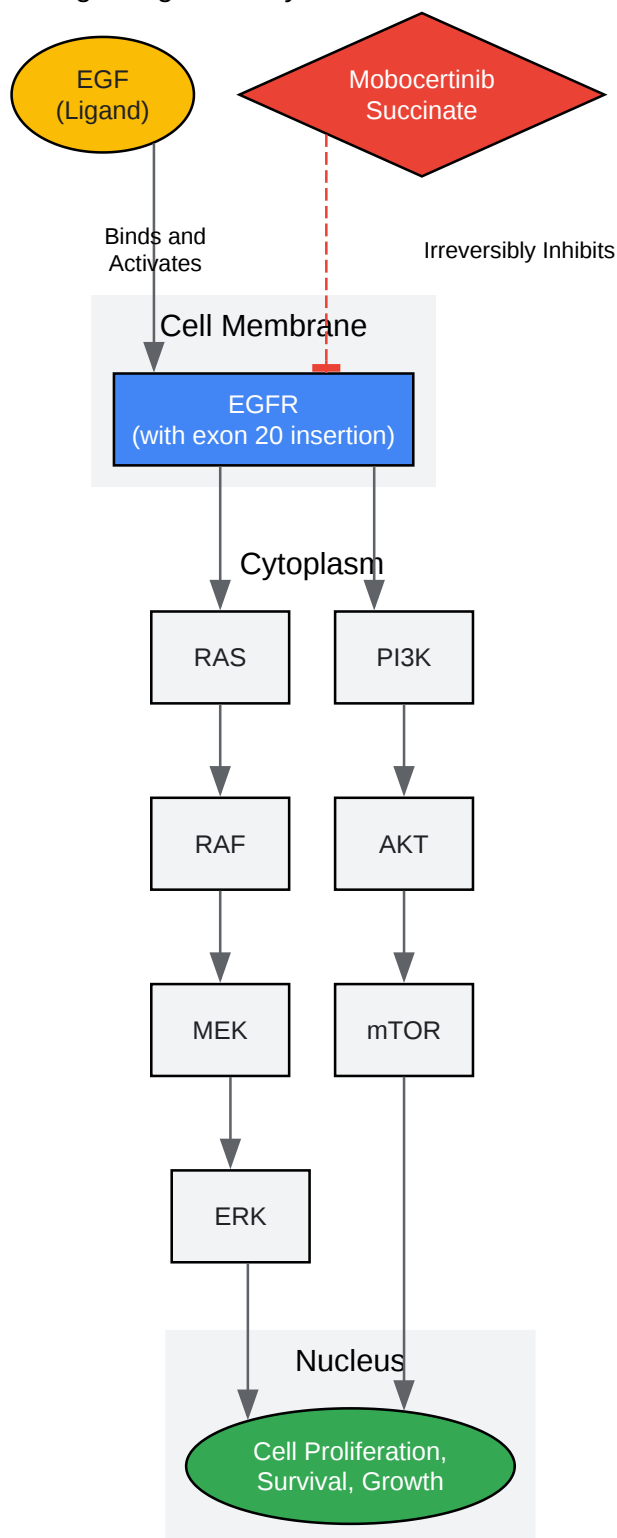 EGF
(Ligand)
Mobocertinib
Succinate
Binds and
Activates
Irreversibly Inhibits
Cell Membrane
EGFR
(with exon 20 insertion)
Cytoplasm
RAS
PI3K
RAF
AKT
MEK
mTOR
ERK
Nucleus
Cell Proliferation,
Survival, Growth